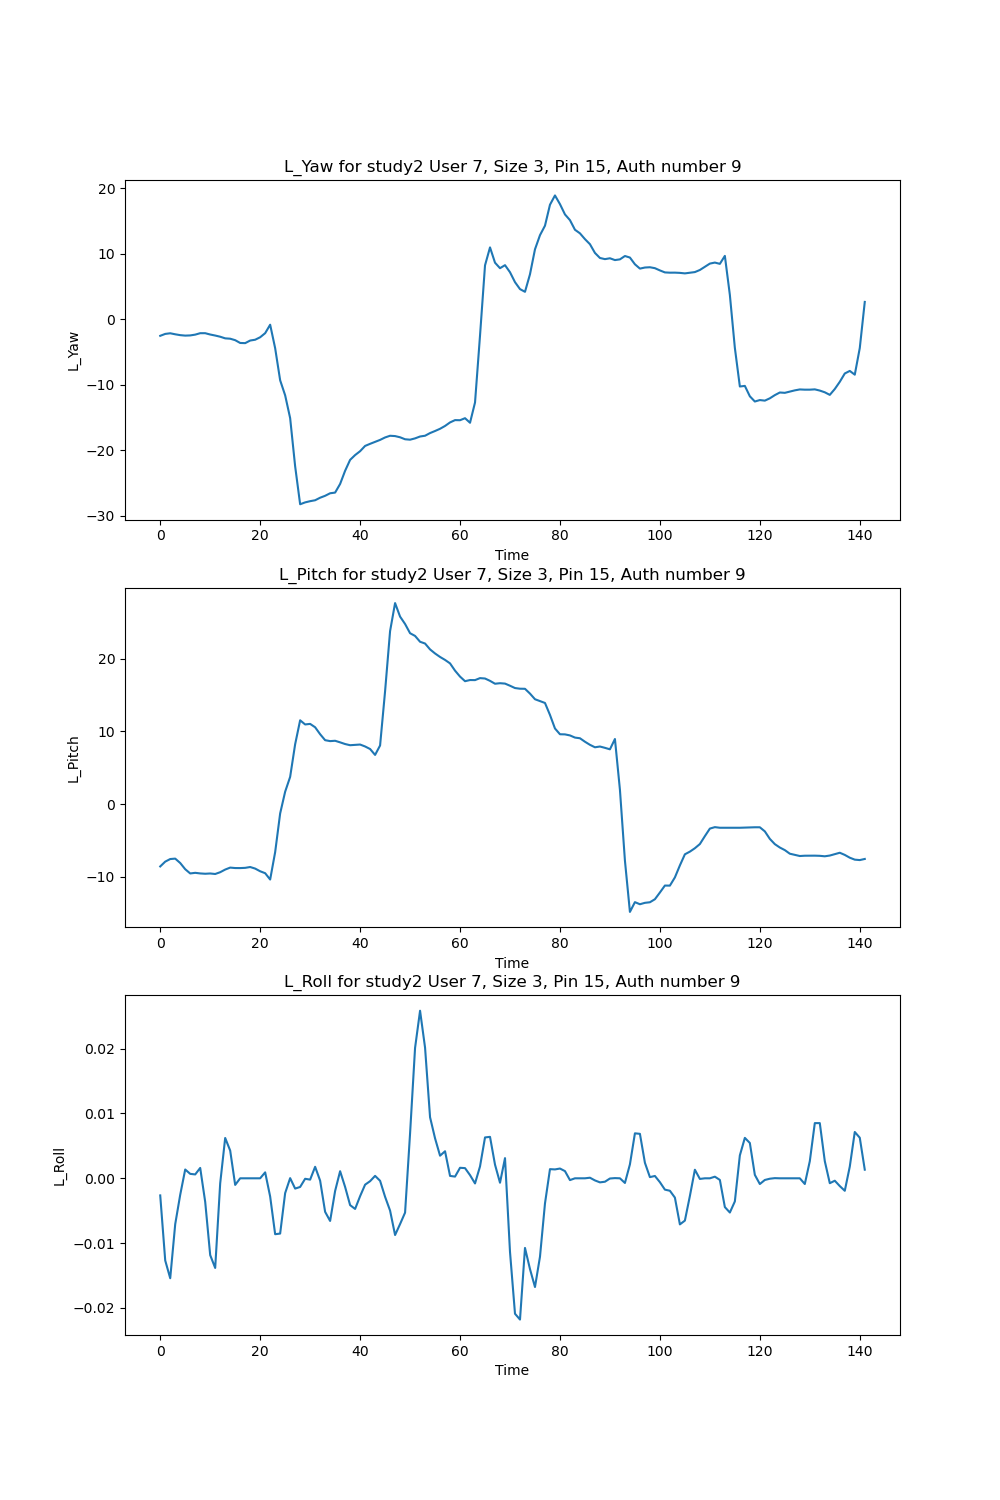 L_Yaw for study2 User 7, Size 3, Pin 15, Auth number 9
20
10
0
−10
−20
−30
L_Yaw
0 20 40 60 80 100 120 140
Time
L_Pitch for study2 User 7, Size 3, Pin 15, Auth number 9
20
10
0
−10
L_Pitch
0 20 40 60 80 100 120 140
Time
L_Roll for study2 User 7, Size 3, Pin 15, Auth number 9
0.02
0.01
0.00
−0.01
−0.02
L_Roll
0 20 40 60 80 100 120 140
Time